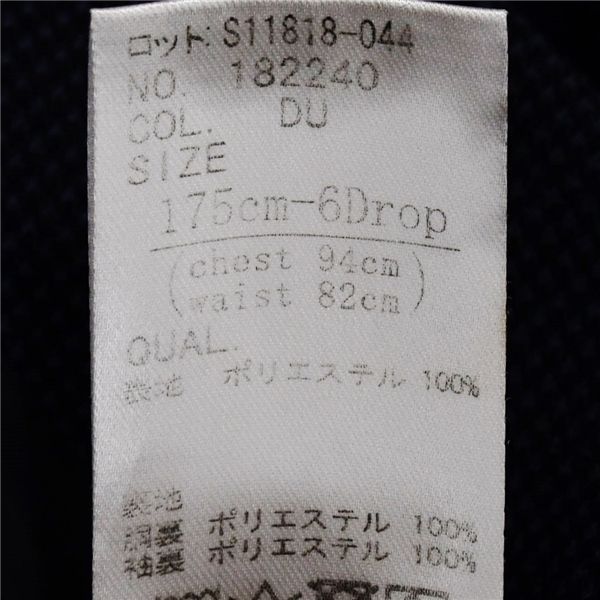 ロット: S11818-044
NO. 182240
COL. DU
SIZE
175cm-6Drop
(chest 94cm
waist 82cm)
QUAL.
表地 ポリエステル 100%
表地
胴裏 ポリエステル 100%
袖裏 ポリエステル 100%